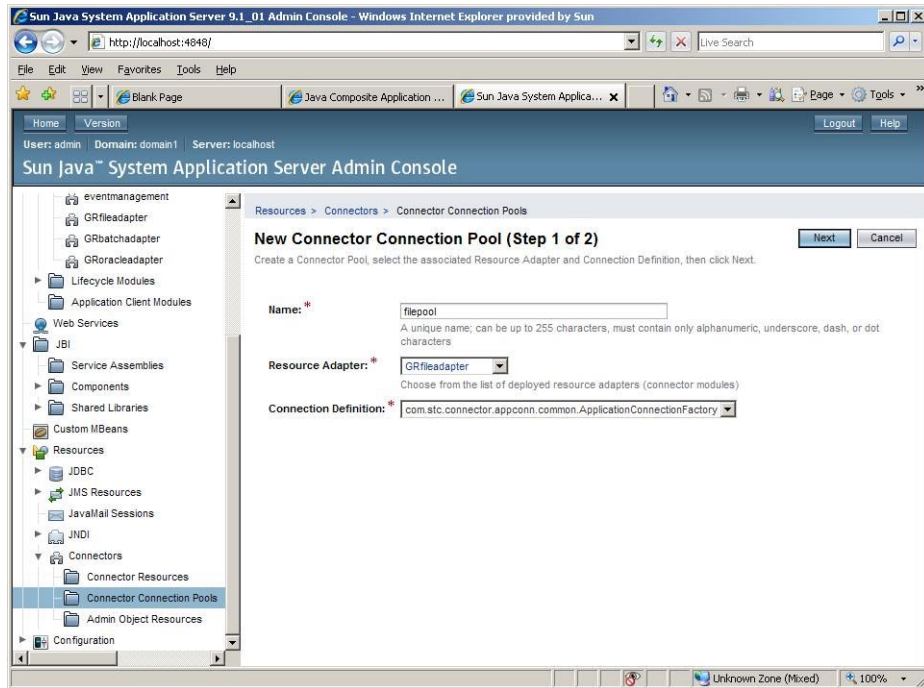 Sun Java System Application Server 9.1_01 Admin Console - Windows Internet Explorer provided by Sun
http://localhost:4848/
Live Search
File Edit View Favorites Tools Help
Blank Page
Java Composite Application ...
Sun Java System Applica...
Page
Tools
Home Version
Logout Help
User: admin Domain: domain1 Server: localhost
Sun Java™ System Application Server Admin Console
eventmanagement
GRfileadapter
GRbatchadapter
GRoracleadapter
Lifecycle Modules
Application Client Modules
Web Services
JBI
Service Assemblies
Components
Shared Libraries
Custom MBeans
Resources
JDBC
JMS Resources
JavaMail Sessions
JNDI
Connectors
Connector Resources
Connector Connection Pools
Admin Object Resources
Configuration
Resources > Connectors > Connector Connection Pools
New Connector Connection Pool (Step 1 of 2)
Next Cancel
Create a Connector Pool, select the associated Resource Adapter and Connection Definition, then click Next.
Name: * filepool
A unique name; can be up to 255 characters, must contain only alphanumeric, underscore, dash, or dot
characters
Resource Adapter: * GRfileadapter
Choose from the list of deployed resource adapters (connector modules)
Connection Definition: * com.stc.connector.appconn.common.ApplicationConnectionFactory
Unknown Zone (Mixed)
100%